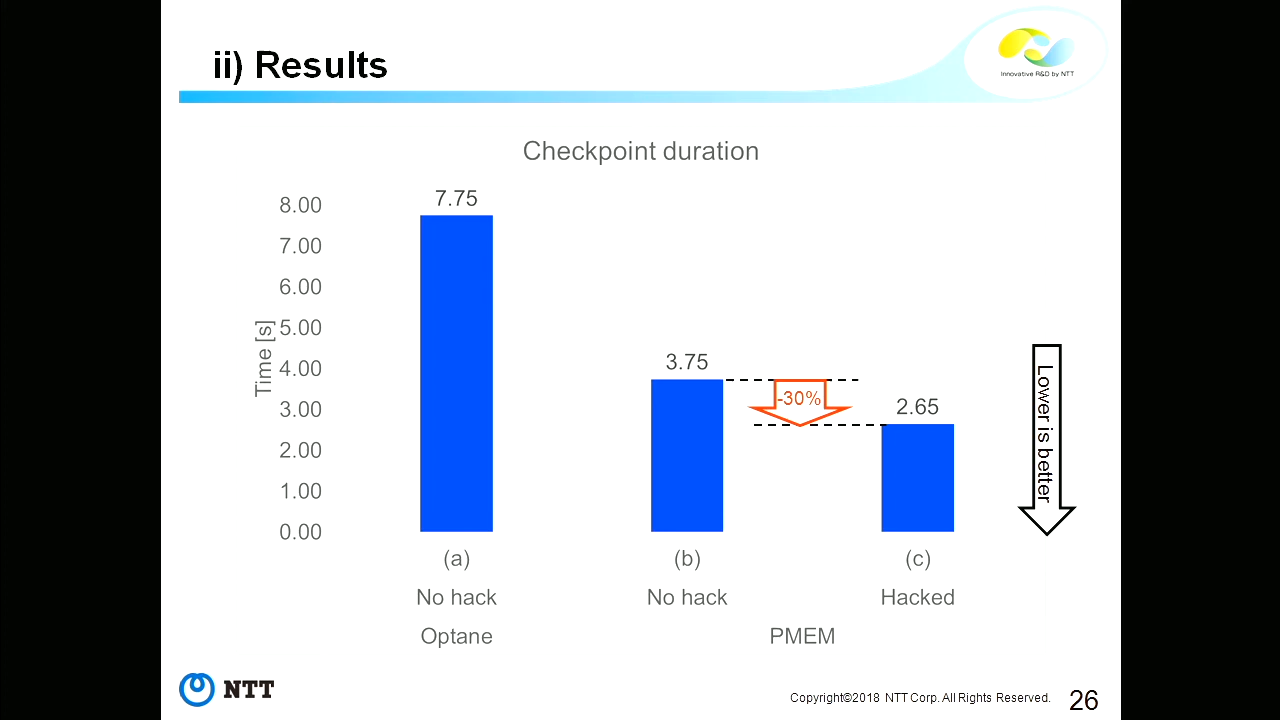 ii) Results
Innovative R&D by NTT
Checkpoint duration
8.00
7.00
6.00
5.00
4.00
3.00
2.00
1.00
0.00
Time [s]
7.75
3.75
2.65
-30%
Lower is better
(a)
(b)
(c)
No hack
No hack
Hacked
Optane
PMEM
NTT
Copyright©2018 NTT Corp. All Rights Reserved.
26